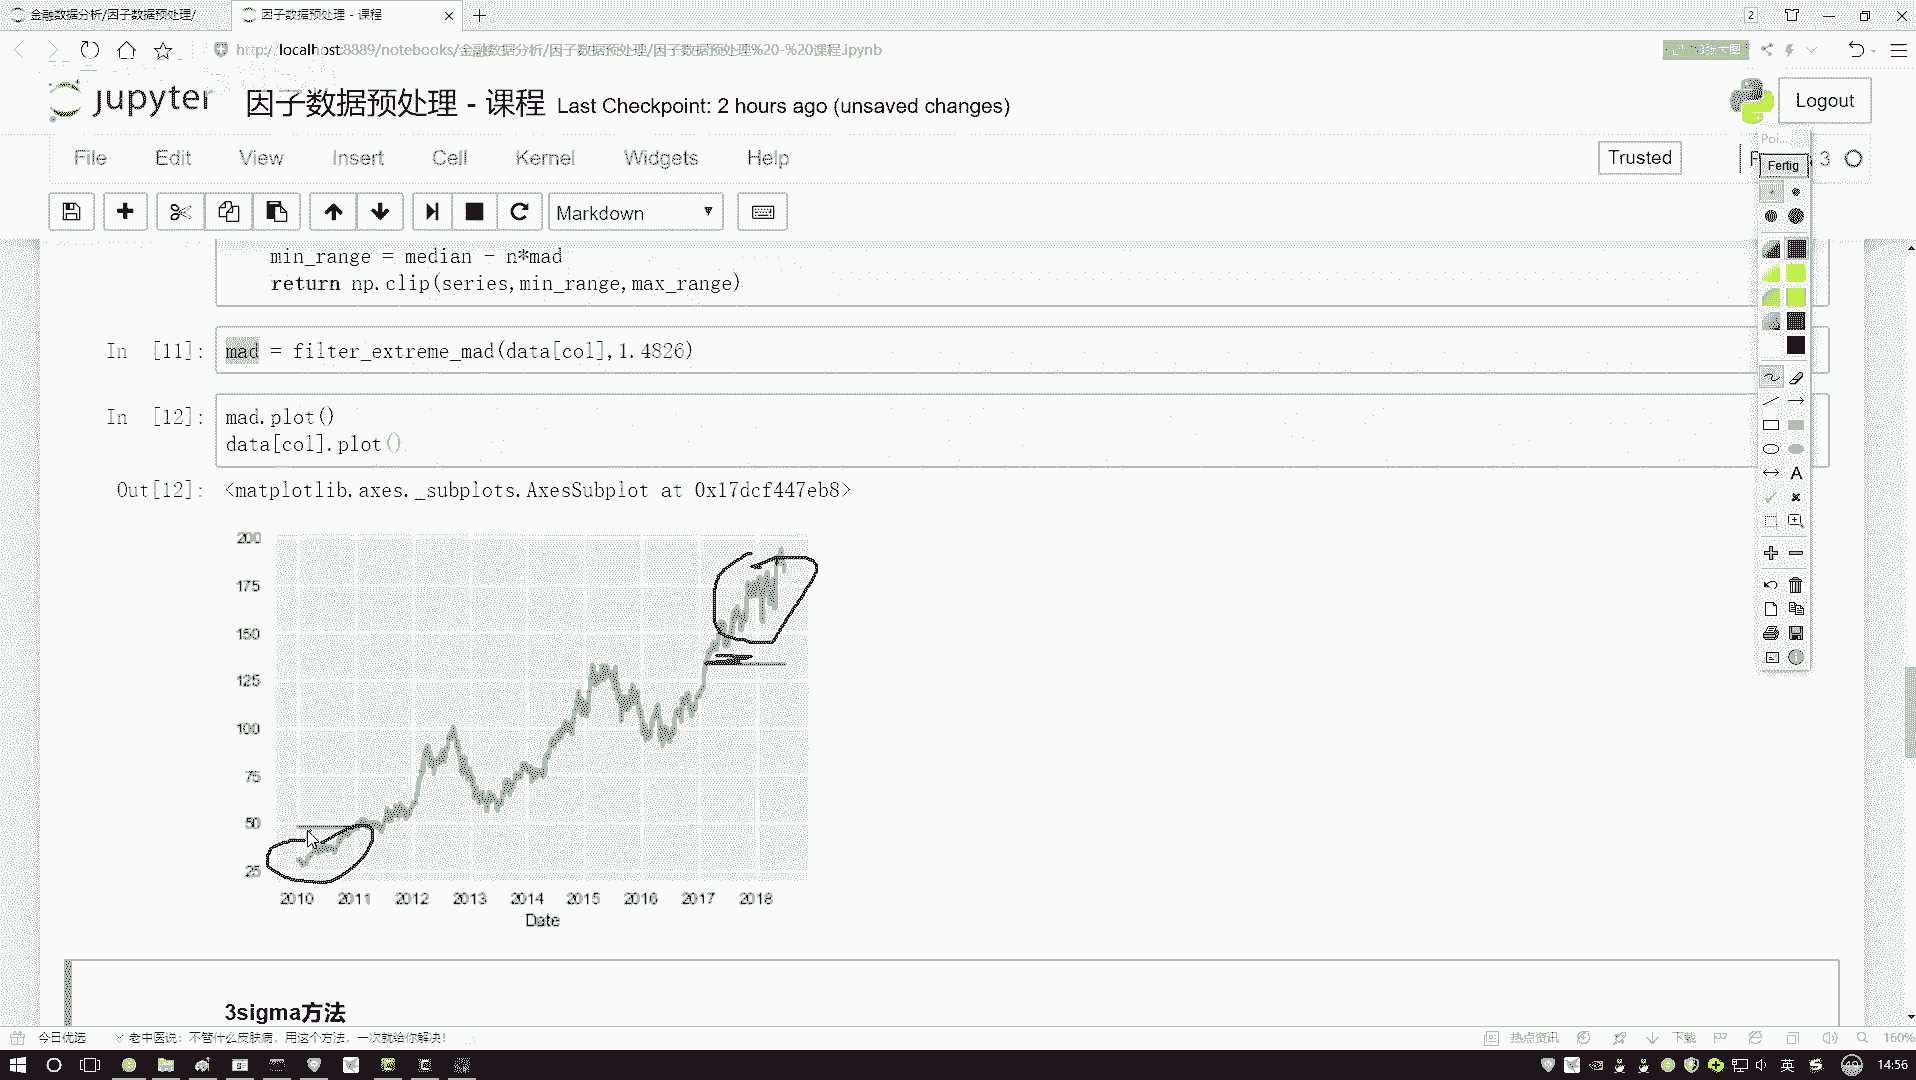 金融数据分析/因子数据预处理/
因子数据预处理 - 课程
2
http://localhost:8889/notebooks/金融数据分析/因子数据预处理/因子数据预处理%20-%20课程.ipynb
jupyter 因子数据预处理 - 课程 Last Checkpoint: 2 hours ago (unsaved changes)
Logout
File Edit View Insert Cell Kernel Widgets Help
Trusted
3
Poi...
Fertig
Markdown
min_range = median - n*mad
return np.clip(series,min_range,max_range)
In [11]: mad = filter_extreme_mad(data[col],1.4826)
In [12]: mad.plot()
data[col].plot()
Out[12]: <matplotlib.axes._subplots.AxesSubplot at 0x17dcf447eb8>
200
175
150
125
100
75
50
25
2010 2011 2012 2013 2014 2015 2016 2017 2018
Date
3sigma方法
今日优选
老中医说：不管什么皮肤病，用这个方法，一次就给你解决！
热点资讯
下载
160%
英
49
14:56